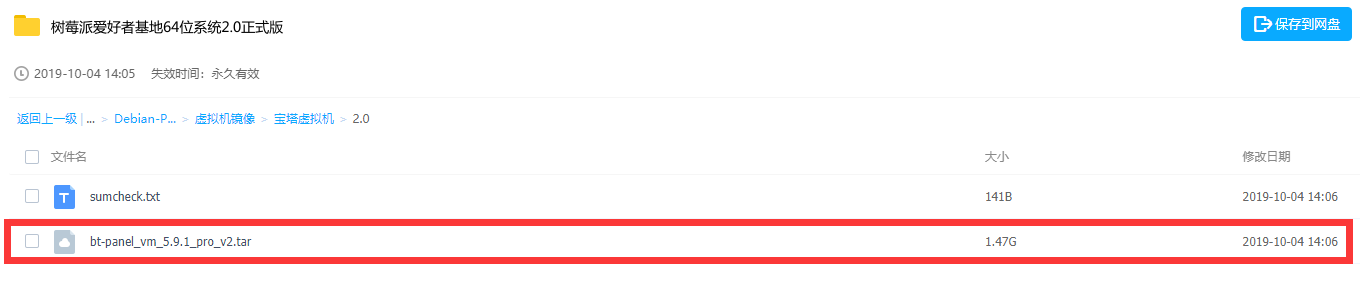 树莓派爱好者基地64位系统2.0正式版
保存到网盘
2019-10-04 14:05 失效时间：永久有效
返回上一级 | ... > Debian-P... > 虚拟机镜像 > 宝塔虚拟机 > 2.0
文件名 大小 修改日期
T sumcheck.txt 141B 2019-10-04 14:06
bt-panel_vm_5.9.1_pro_v2.tar 1.47G 2019-10-04 14:06